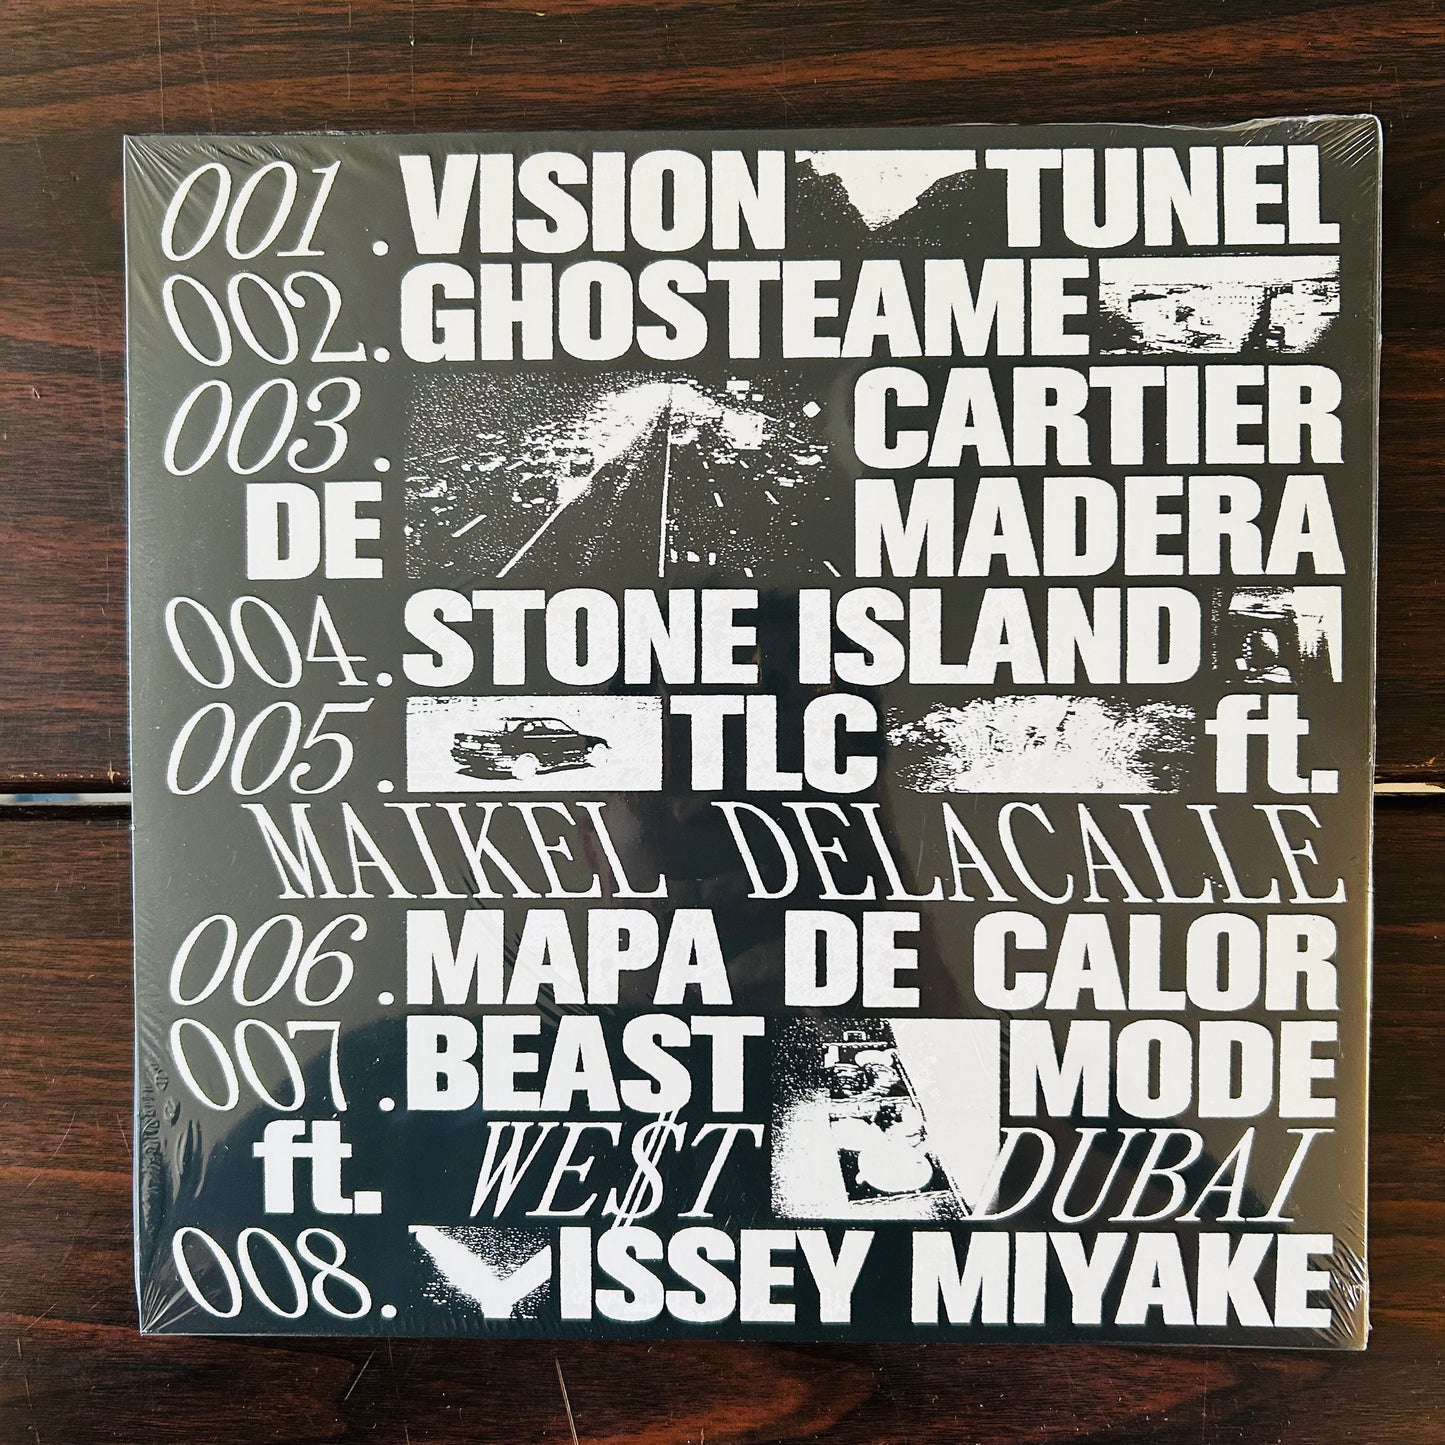 001. VISION TUNEL
002. GHOSTEAME
003. CARTIER
DE MADERA
004. STONE ISLAND
005. TLC ft.
MAIKEL DELACALLE
006. MAPA DE CALOR
007. BEAST MODE
ft. WE$T DUBAI
008. ISSEY MIYAKE